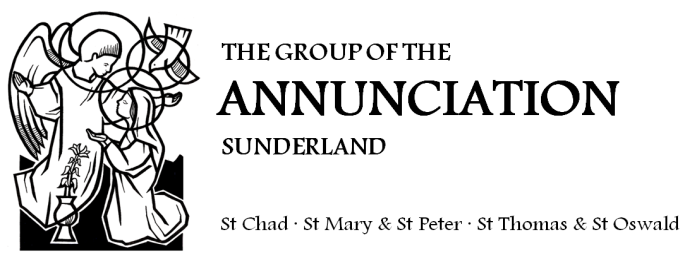 THE GROUP OF THE
ANNUNCIATION
SUNDERLAND
St Chad · St Mary & St Peter · St Thomas & St Oswald